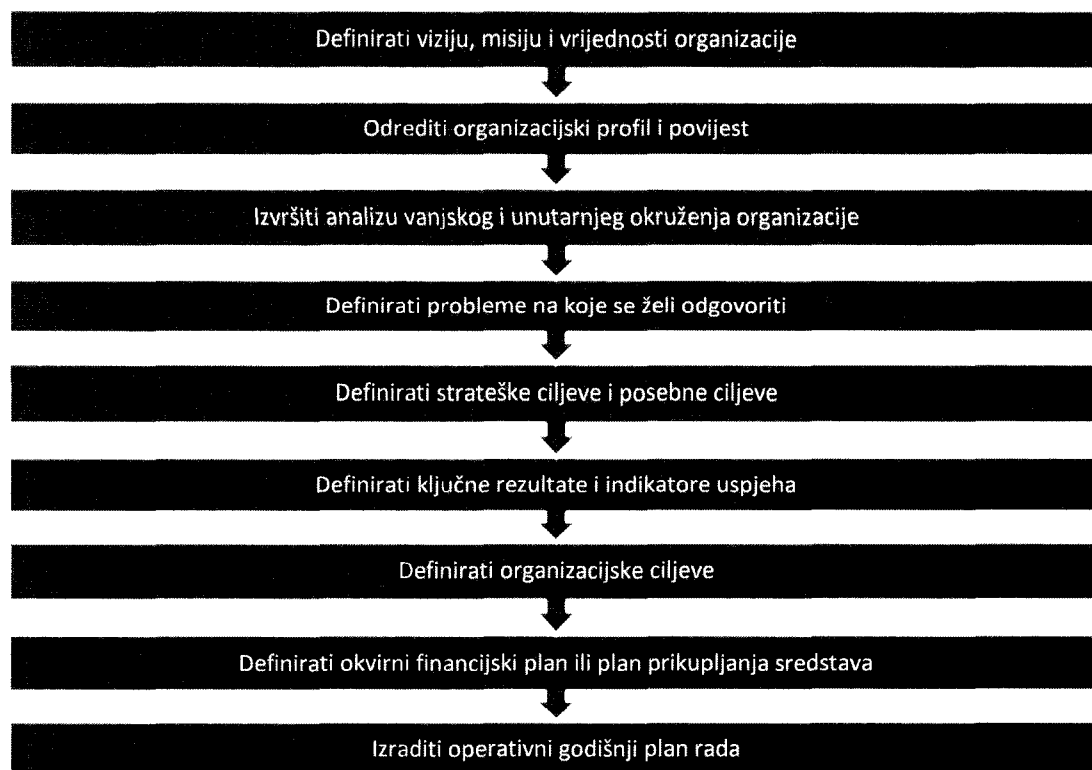 Definirati viziju, misiju i vrijednosti organizacije
Odrediti organizacijski profil i povijest
Izvršiti analizu vanjskog i unutarnjeg okruženja organizacije
Definirati probleme na koje se želi odgovoriti
Definirati strateške ciljeve i posebne ciljeve
Definirati ključne rezultate i indikatore uspjeha
Definirati organizacijske ciljeve
Definirati okvirni financijski plan ili plan prikupljanja sredstava
Izraditi operativni godišnji plan rada